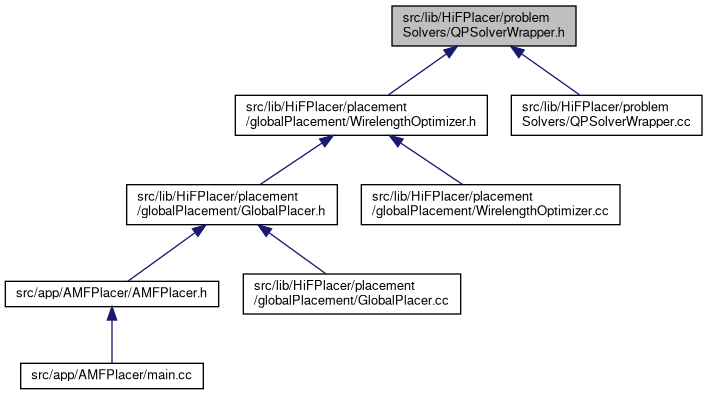 src/lib/HiFPlacer/problem
Solvers/QPSolverWrapper.h
src/lib/HiFPlacer/placement
/globalPlacement/WirelengthOptimizer.h
src/lib/HiFPlacer/problem
Solvers/QPSolverWrapper.cc
src/lib/HiFPlacer/placement
/globalPlacement/GlobalPlacer.h
src/lib/HiFPlacer/placement
/globalPlacement/WirelengthOptimizer.cc
src/app/AMFPlacer/AMFPlacer.h
src/lib/HiFPlacer/placement
/globalPlacement/GlobalPlacer.cc
src/app/AMFPlacer/main.cc